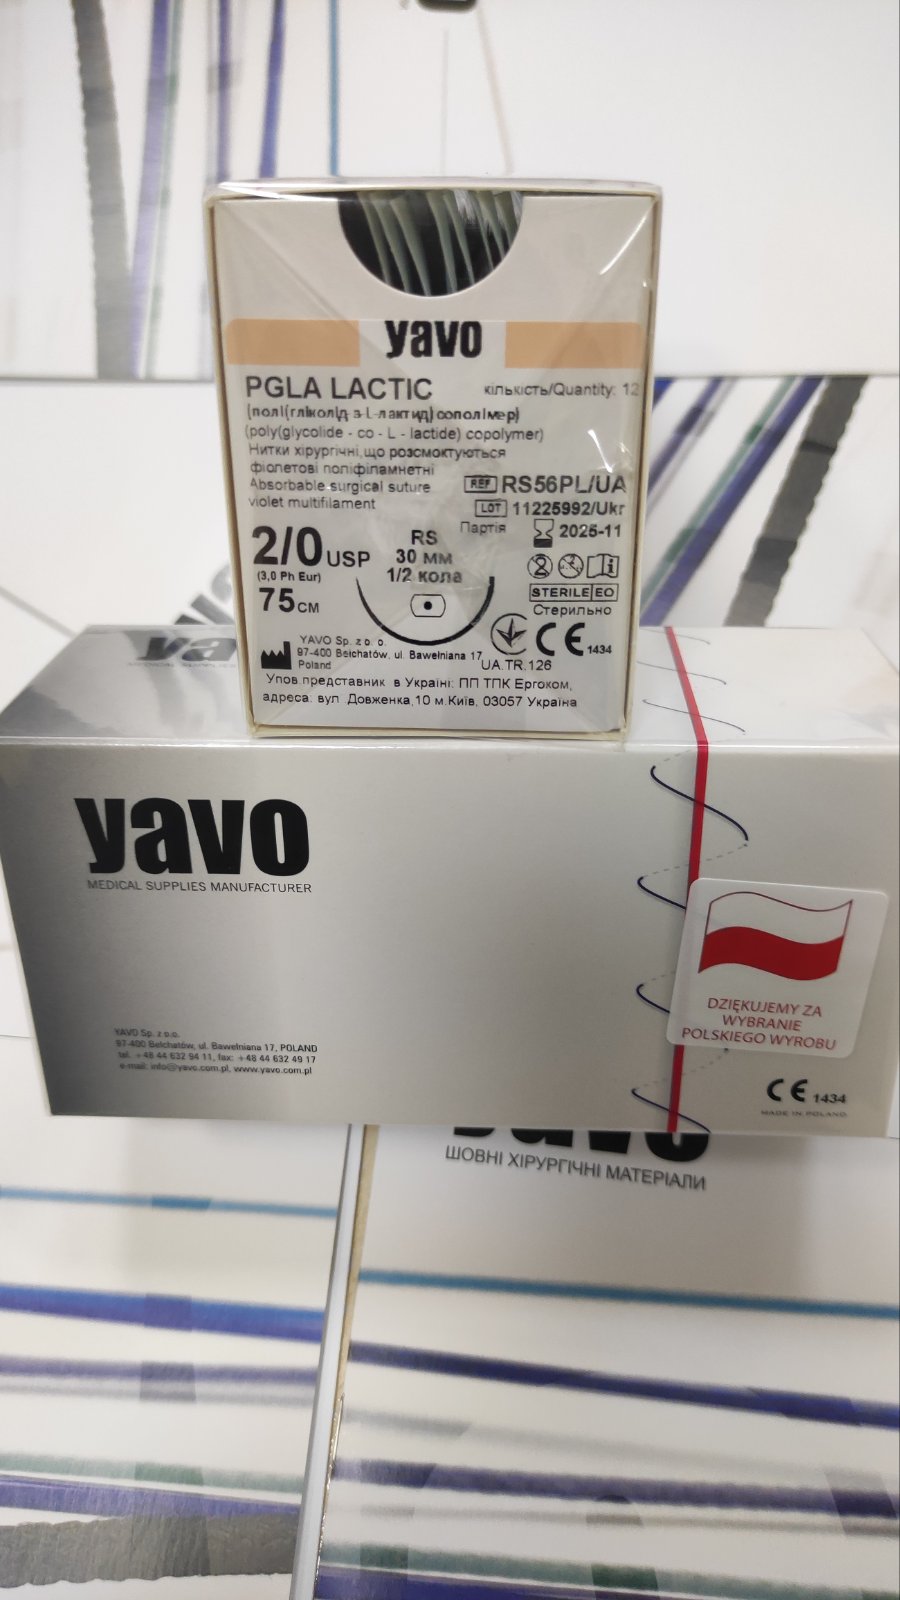 yavo
PGLA LACTIC
кількість/Quantity: 12
(полі(гліколід з L-лактид) сополімер)
(poly(glycolide - co - L - lactide) copolymer)
Нитки хірургічні, що розсмоктуються
фіолетові поліфіламнетні
Absorbable surgical suture
violet multifilament
REF RS56PL/UA
LOT 11225992/Ukr
Партія
2025-11
2/0 USP
(3,0 Ph Eur)
75 СМ
RS
30 мм
1/2 кола
STERILE EO
Стерильно
CE 1434
UA.TR.126
YAVO Sp. z o. o.
97-400 Bełchatów, ul. Bawełniana 17
Poland
Упов представник в Україні: ПП ТПК Ергоком,
адреса: вул. Довженка,10 м.Київ, 03057 Україна
yavo
MEDICAL SUPPLIES MANUFACTURER
YAVO Sp. z o.o.
97-400 Bełchatów, ul. Bawełniana 17, POLAND
tel. +48 44 632 94 11, fax: +48 44 632 49 17
e-mail: info@yavo.com.pl, www.yavo.com.pl
DZIĘKUJEMY ZA
WYBRANIE
POLSKIEGO WYROBU
CE 1434
MADE IN POLAND
yavo
ШОВНІ ХІРУРГІЧНІ МАТЕРІАЛИ